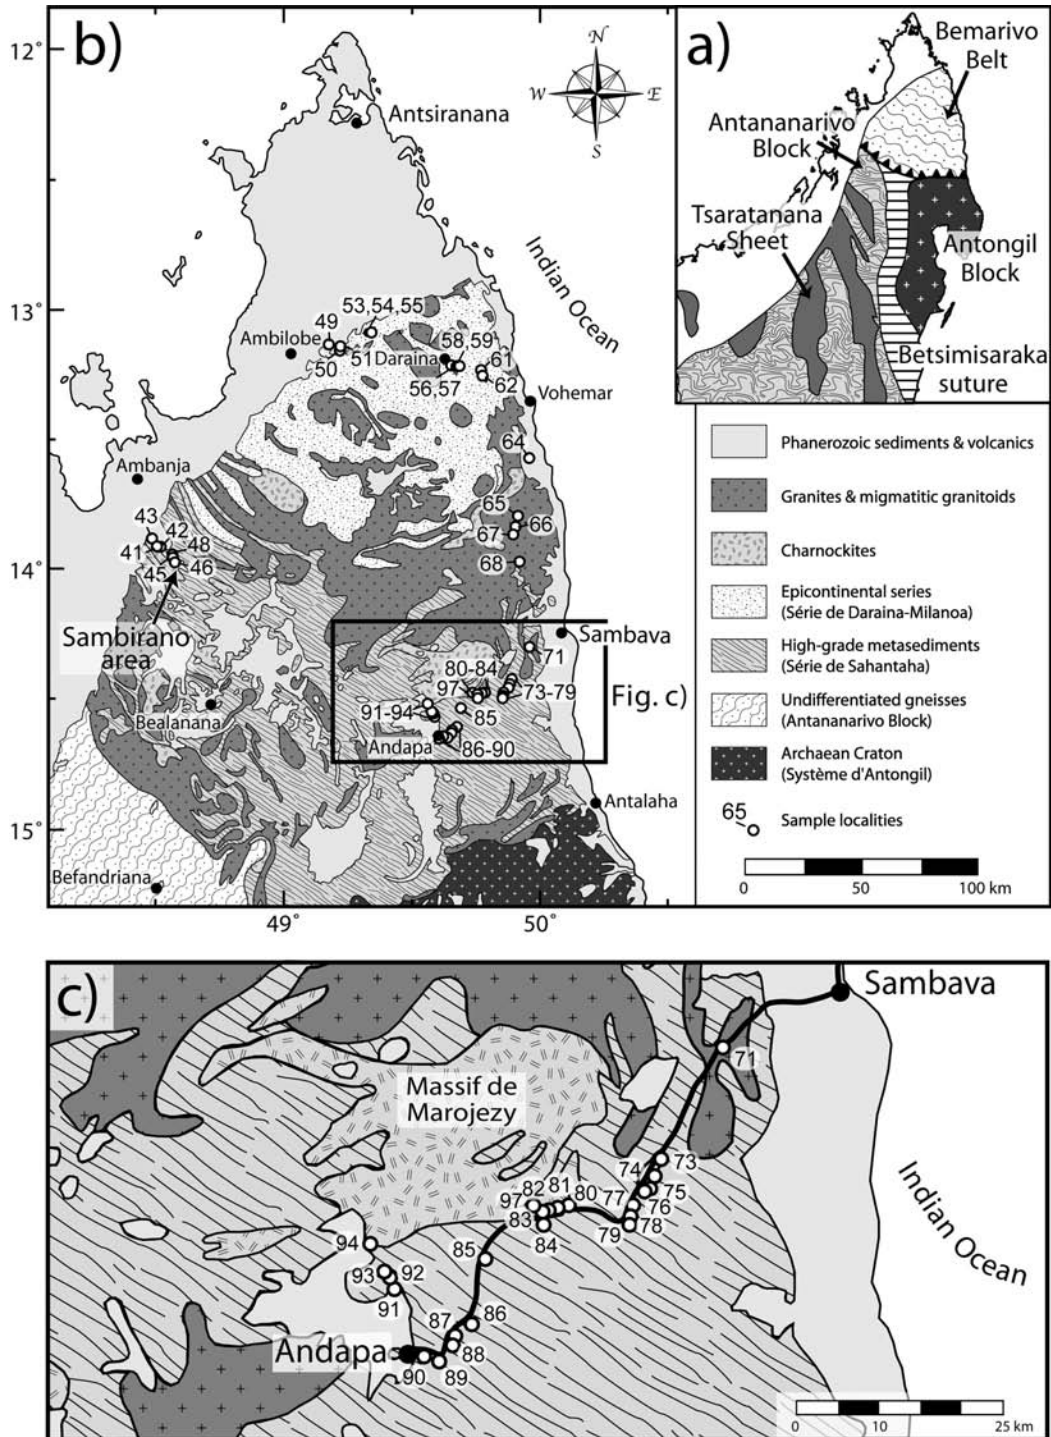 b)
12˚
13˚
14˚
15˚
49˚
50˚
N
W
E
S
Antsiranana
Indian Ocean
53,54,55
49
Ambilobe
58,59
51
Daraina
61
50
56,57
62
Vohemar
64
Ambanja
65
43
42
66
67
41
48
68
45
46
Sambirano
area
Sambava
71
80-84
97
73-79
Fig. c)
91-94
85
Bealanana
Andapa
86-90
Antalaha
Befandriana
a)
Bemarivo
Belt
Antananarivo
Block
Tsaratanana
Sheet
Antongil
Block
Betsimisaraka
suture
Phanerozoic sediments & volcanics
Granites & migmatitic granitoids
Charnockites
Epicontinental series
(Série de Daraina-Milanoa)
High-grade metasediments
(Série de Sahantaha)
Undifferentiated gneisses
(Antananarivo Block)
Archaean Craton
(Système d'Antongil)
65
Sample localities
0
50
100 km
c)
Sambava
71
Massif de
Marojezy
74
73
81
82
80
77
75
97
76
83
79
78
84
94
85
93
92
91
Indian Ocean
86
87
Andapa
88
90
89
0
10
25 km